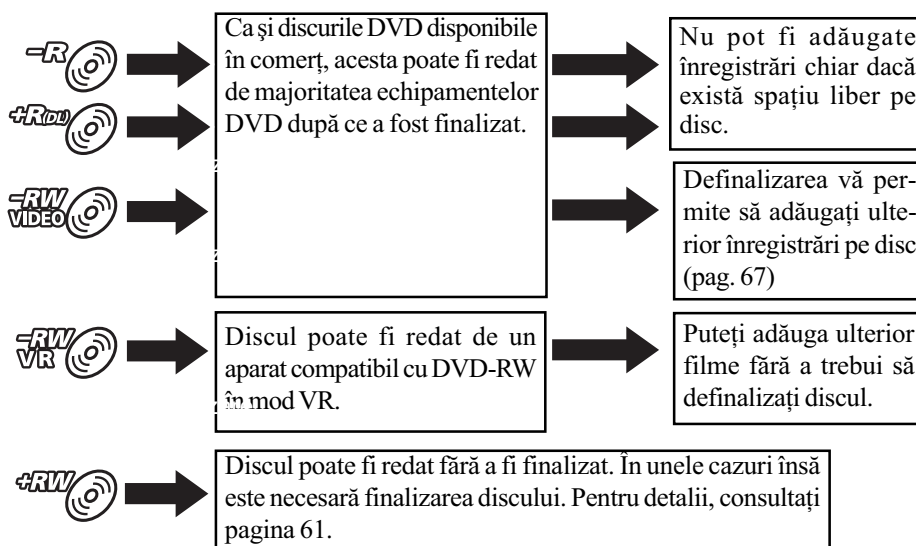 -R
Ca şi discurile DVD disponibile
în comerţ, acesta poate fi redat
de majoritatea echipamentelor
DVD după ce a fost finalizat.
Nu pot fi adăugate
înregistrări chiar dacă
există spaţiu liber pe
disc.
+R(DL)
-RW
VIDEO
Definalizarea vă per-
mite să adăugaţi ulte-
rior înregistrări pe disc
(pag. 67)
-RW
VR
Discul poate fi redat de un
aparat compatibil cu DVD-RW
în mod VR.
Puteţi adăuga ulterior
filme fără a trebui să
definalizaţi discul.
+RW
Discul poate fi redat fără a fi finalizat. În unele cazuri însă
este necesară finalizarea discului. Pentru detalii, consultaţi
pagina 61.